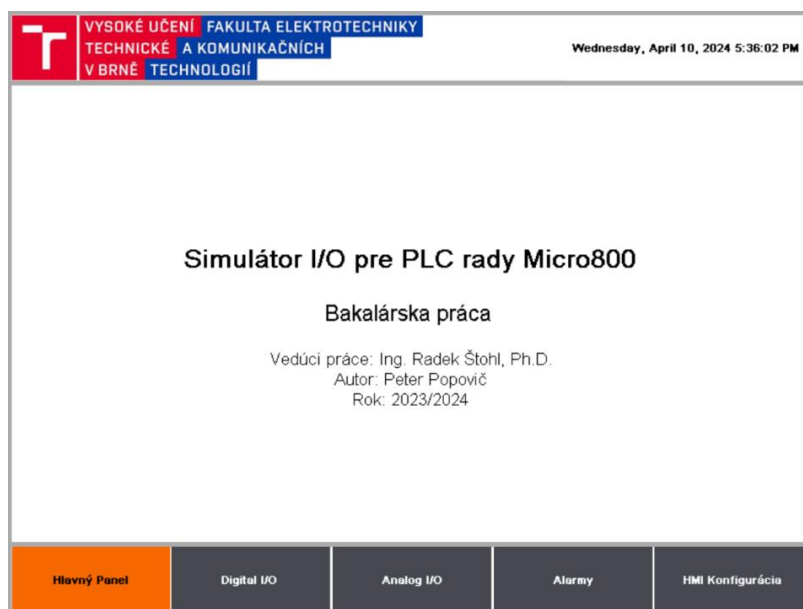 VYSOKÉ UČENÍ FAKULTA ELEKTROTECHNIKY
TECHNICKÉ A KOMUNIKAČNÍCH
V BRNĚ TECHNOLOGIÍ
Wednesday, April 10, 2024 5:36:02 PM
Simulátor I/O pre PLC rady Micro800
Bakalárska práca
Vedúci práce: Ing. Radek Štohl, Ph.D.
Autor: Peter Popovič
Rok: 2023/2024
Hlavný Panel
Digital I/O
Analog I/O
Alarmy
HMI Konfigurácia